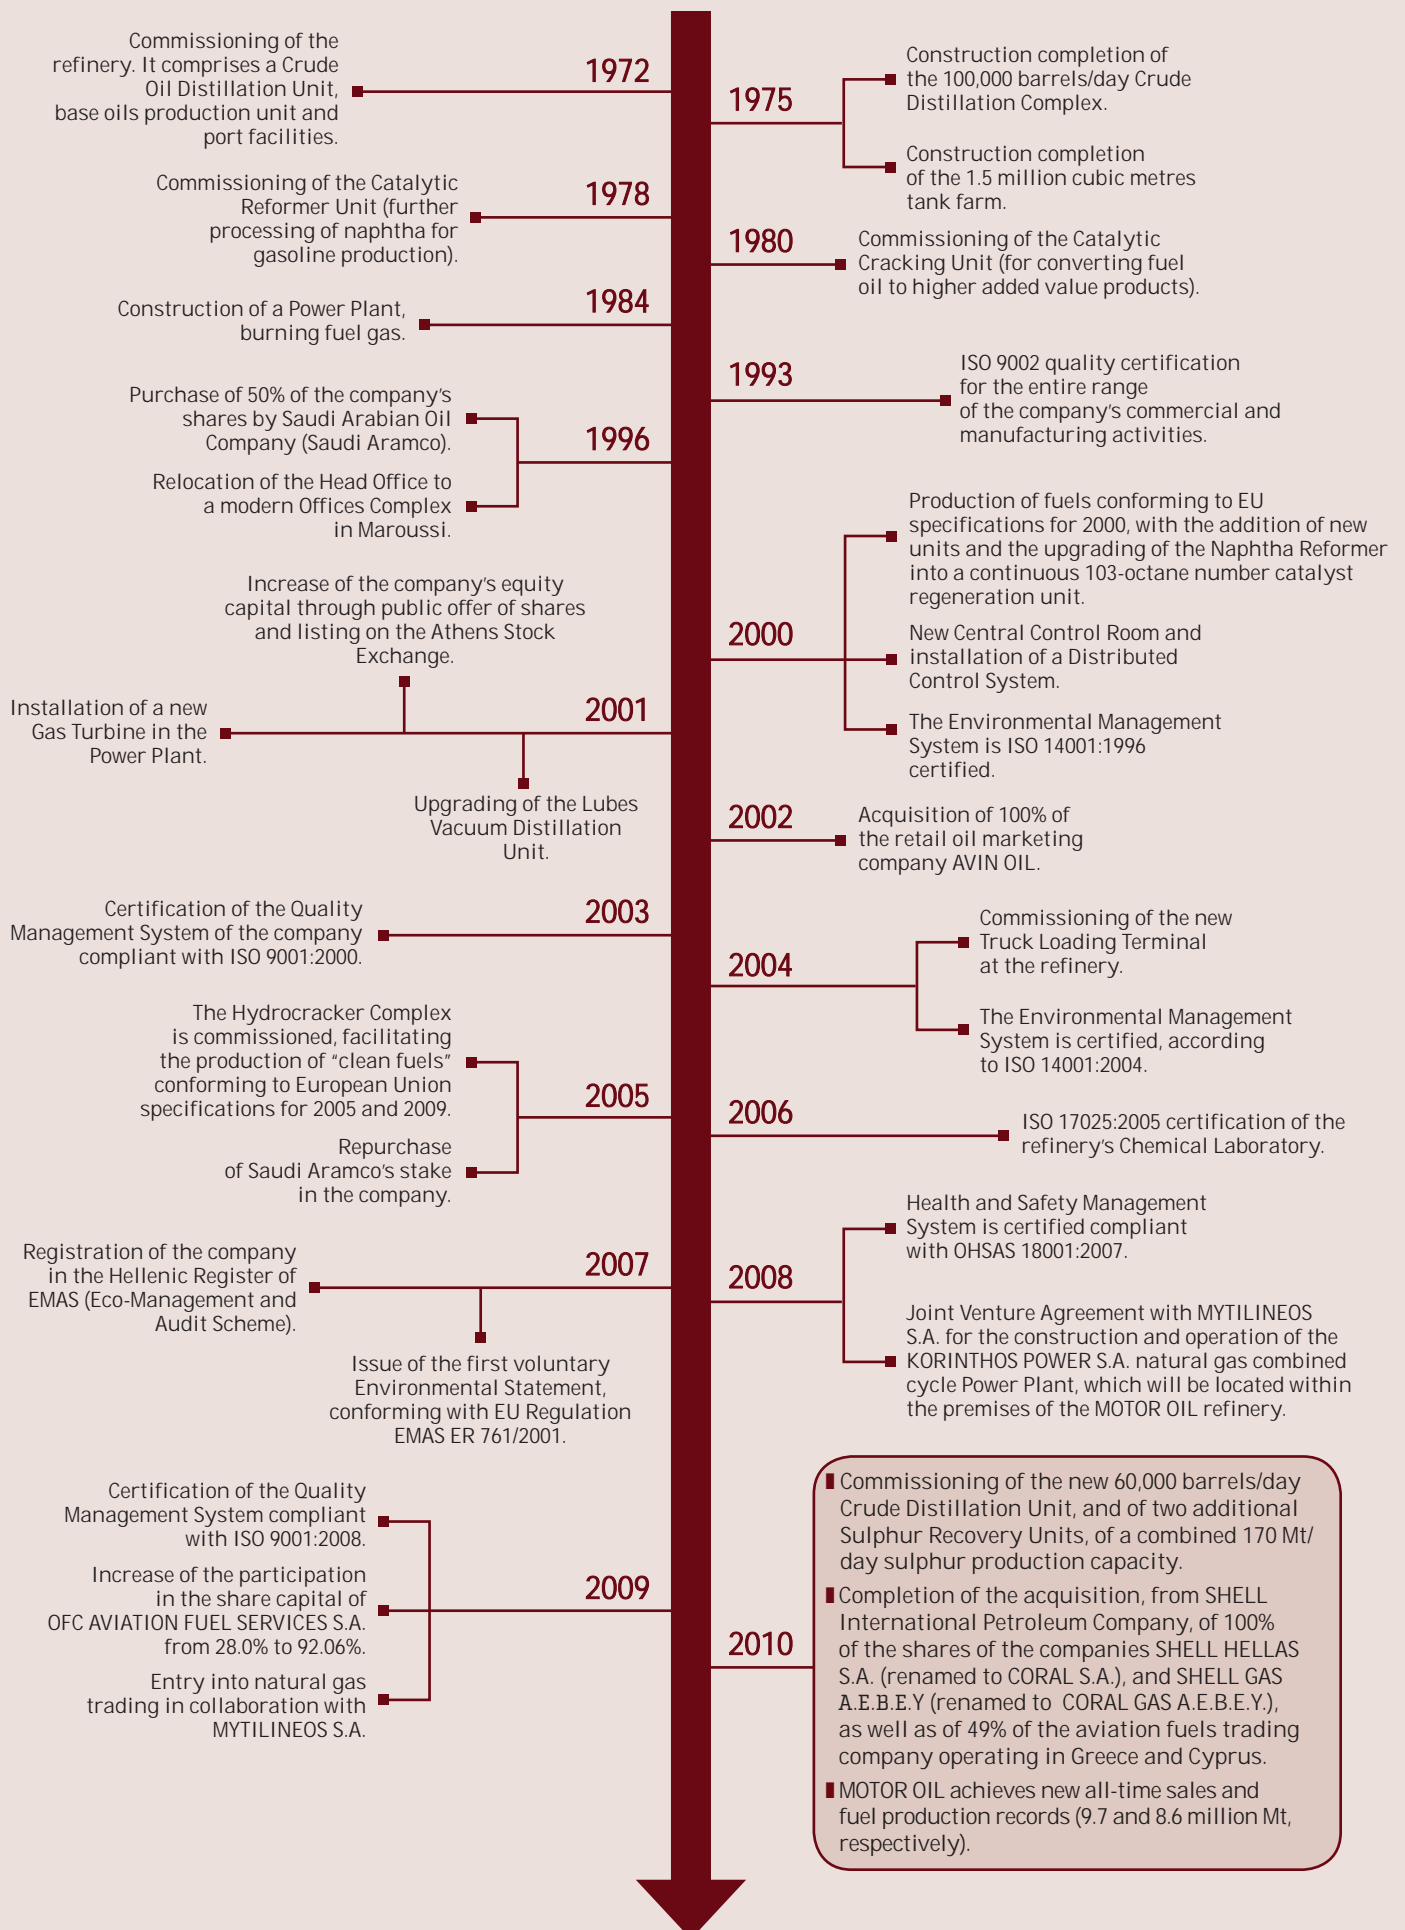 1972
Commissioning of the
refinery. It comprises a Crude
Oil Distillation Unit,
base oils production unit and
port facilities.
1975
Construction completion of
the 100,000 barrels/day Crude
Distillation Complex.
Construction completion
of the 1.5 million cubic metres
tank farm.
1978
Commissioning of the Catalytic
Reformer Unit (further
processing of naphtha for
gasoline production).
1980
Commissioning of the Catalytic
Cracking Unit (for converting fuel
oil to higher added value products).
1984
Construction of a Power Plant,
burning fuel gas.
1993
ISO 9002 quality certification
for the entire range
of the company's commercial and
manufacturing activities.
1996
Purchase of 50% of the company's
shares by Saudi Arabian Oil
Company (Saudi Aramco).
Relocation of the Head Office to
a modern Offices Complex
in Maroussi.
2000
Production of fuels conforming to EU
specifications for 2000, with the addition of new
units and the upgrading of the Naphtha Reformer
into a continuous 103-octane number catalyst
regeneration unit.
New Central Control Room and
installation of a Distributed
Control System.
The Environmental Management
System is ISO 14001:1996
certified.
2001
Increase of the company's equity
capital through public offer of shares
and listing on the Athens Stock
Exchange.
Installation of a new
Gas Turbine in the
Power Plant.
Upgrading of the Lubes
Vacuum Distillation
Unit.
2002
Acquisition of 100% of
the retail oil marketing
company AVIN OIL.
2003
Certification of the Quality
Management System of the company
compliant with ISO 9001:2000.
2004
Commissioning of the new
Truck Loading Terminal
at the refinery.
The Environmental Management
System is certified, according
to ISO 14001:2004.
2005
The Hydrocracker Complex
is commissioned, facilitating
the production of "clean fuels"
conforming to European Union
specifications for 2005 and 2009.
Repurchase
of Saudi Aramco's stake
in the company.
2006
ISO 17025:2005 certification of the
refinery's Chemical Laboratory.
2007
Registration of the company
in the Hellenic Register of
EMAS (Eco-Management and
Audit Scheme).
Issue of the first voluntary
Environmental Statement,
conforming with EU Regulation
EMAS ER 761/2001.
2008
Health and Safety Management
System is certified compliant
with OHSAS 18001:2007.
Joint Venture Agreement with MYTILINEOS
S.A. for the construction and operation of the
KORINTHOS POWER S.A. natural gas combined
cycle Power Plant, which will be located within
the premises of the MOTOR OIL refinery.
2009
Certification of the Quality
Management System compliant
with ISO 9001:2008.
Increase of the participation
in the share capital of
OFC AVIATION FUEL SERVICES S.A.
from 28.0% to 92.06%.
Entry into natural gas
trading in collaboration with
MYTILINEOS S.A.
2010
Commissioning of the new 60,000 barrels/day
Crude Distillation Unit, and of two additional
Sulphur Recovery Units, of a combined 170 Mt/
day sulphur production capacity.
Completion of the acquisition, from SHELL
International Petroleum Company, of 100%
of the shares of the companies SHELL HELLAS
S.A. (renamed to CORAL S.A.), and SHELL GAS
A.E.B.E.Y (renamed to CORAL GAS A.E.B.E.Y.),
as well as of 49% of the aviation fuels trading
company operating in Greece and Cyprus.
MOTOR OIL achieves new all-time sales and
fuel production records (9.7 and 8.6 million Mt,
respectively).